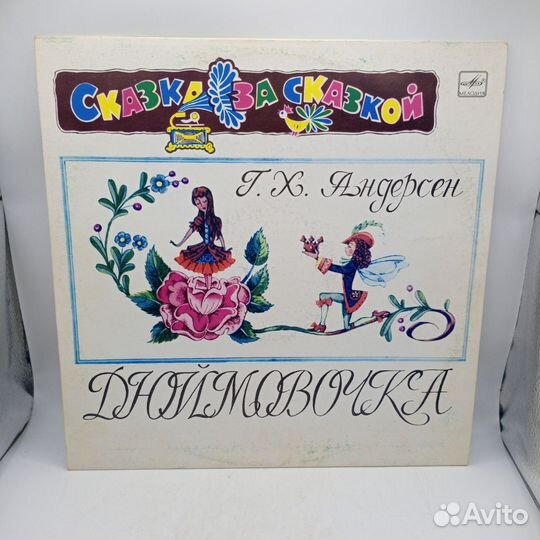 СКАЗКА ЗА СКАЗКОЙ
МЕЛОДИЯ
Г. Х. Андерсен
ДЮЙМОВОЧКА
Avito